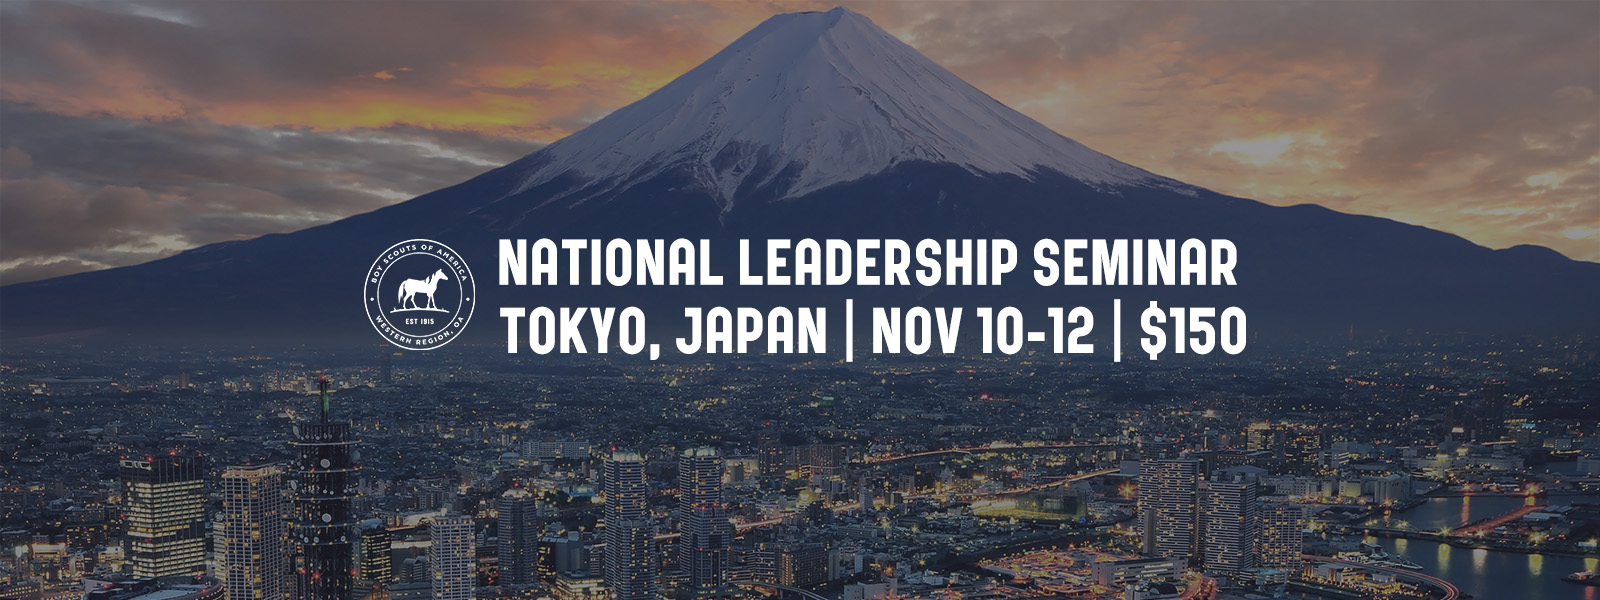 BOY SCOUTS OF AMERICA
EST 1915
WESTERN REGION, OA
NATIONAL LEADERSHIP SEMINAR
TOKYO, JAPAN | NOV 10-12 | $150